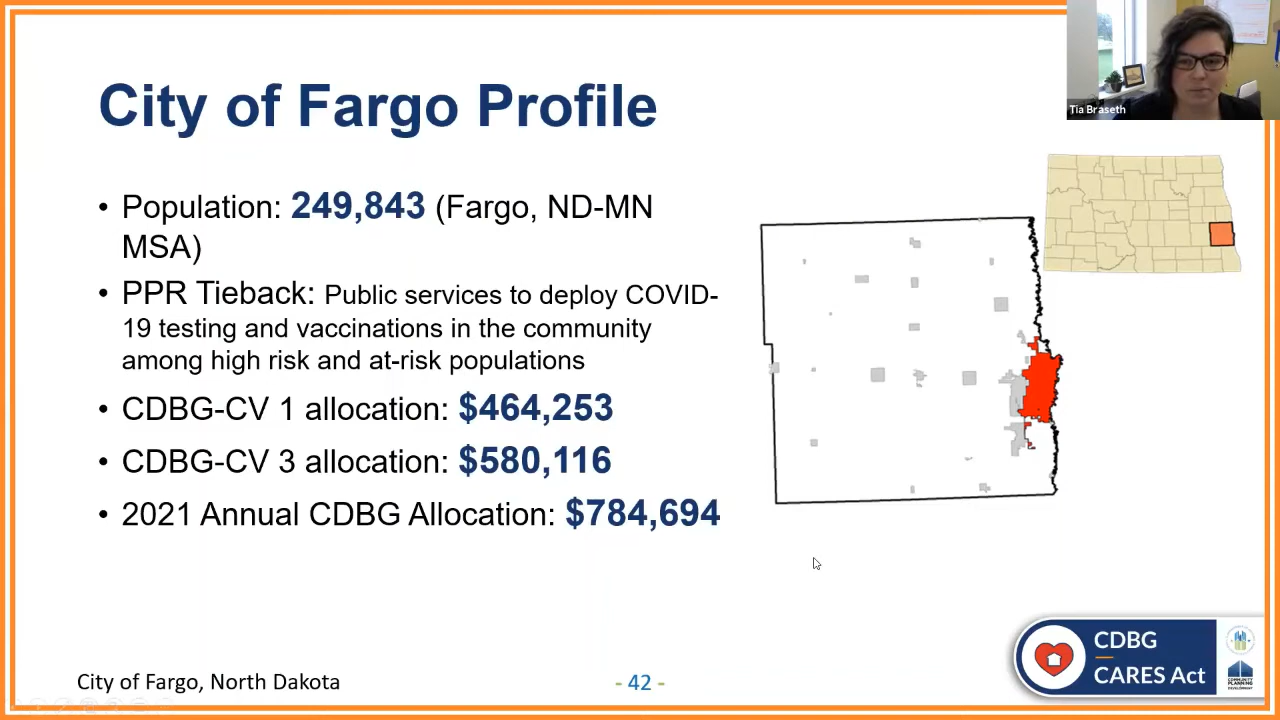 Tia Braseth
City of Fargo Profile
• Population: 249,843 (Fargo, ND-MN
MSA)
• PPR Tieback: Public services to deploy COVID-
19 testing and vaccinations in the community
among high risk and at-risk populations
• CDBG-CV 1 allocation: $464,253
• CDBG-CV 3 allocation: $580,116
• 2021 Annual CDBG Allocation: $784,694
CDBG
CARES Act
COMMUNITY
PLANNING
DEVELOPMENT
City of Fargo, North Dakota
- 42 -